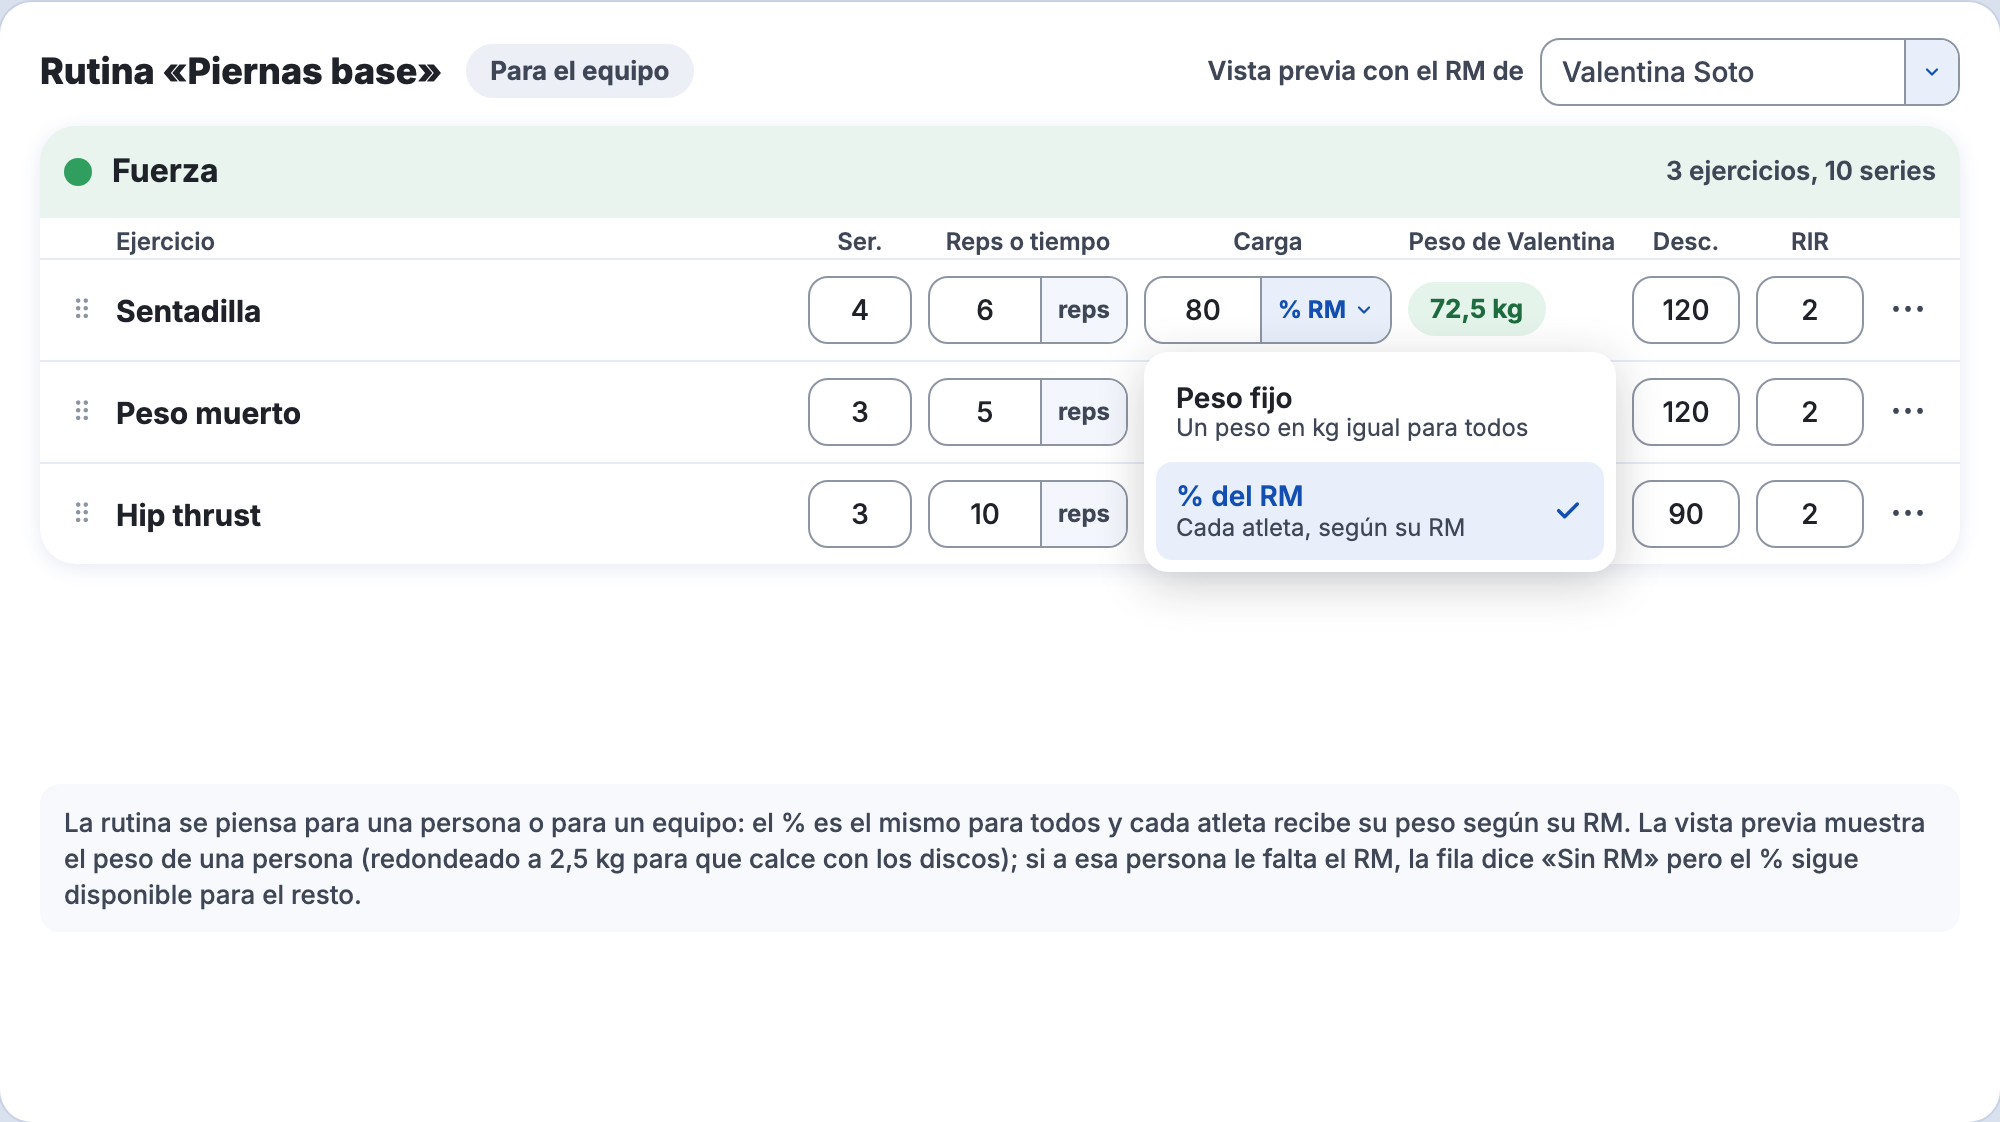 Rutina «Piernas base»
Para el equipo
Vista previa con el RM de
Valentina Soto
Fuerza
3 ejercicios, 10 series
Ejercicio Ser. Reps o tiempo Carga Peso de Valentina Desc. RIR
Sentadilla 4 6 reps 80 % RM 72,5 kg 120 2
Peso muerto 3 5 reps 120 2
Hip thrust 3 10 reps 90 2
Peso fijo
Un peso en kg igual para todos
% del RM
Cada atleta, según su RM
La rutina se piensa para una persona o para un equipo: el % es el mismo para todos y cada atleta recibe su peso según su RM. La vista previa muestra
el peso de una persona (redondeado a 2,5 kg para que calce con los discos); si a esa persona le falta el RM, la fila dice «Sin RM» pero el % sigue
disponible para el resto.